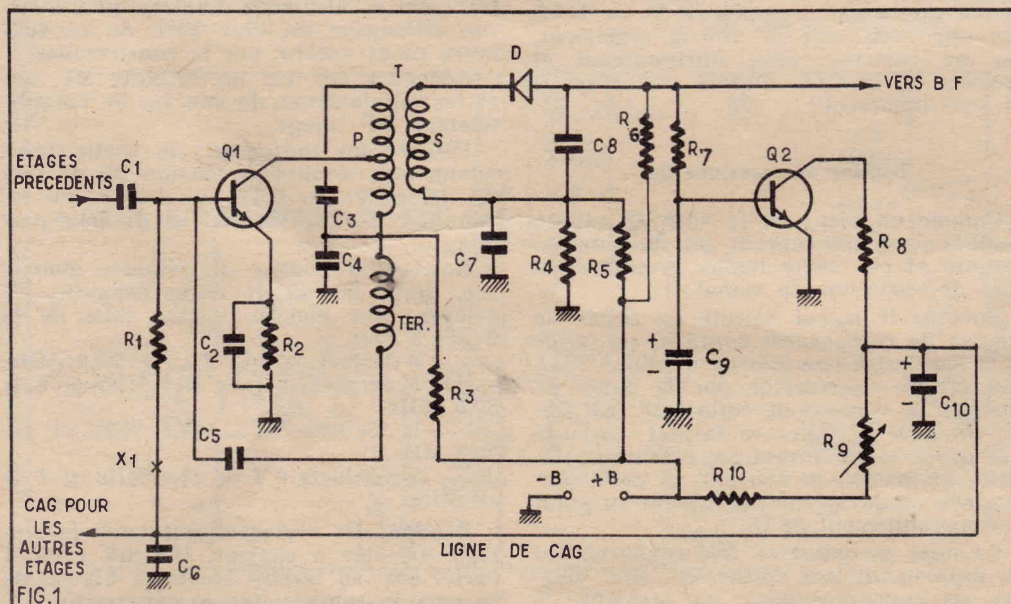 T
D
VERS B F
ETAGES
PRECEDENTS
C1
Q1
P
S
C8
R6
R7
Q2
C3
C4
C7
R4
R5
R8
R1
C2
R2
TER.
R3
+
-
C9
+
-
C10
R9
C5
X1
-B
+B
R10
CAG POUR
LES
AUTRES
ETAGES
C6
LIGNE DE CAG
FIG.1